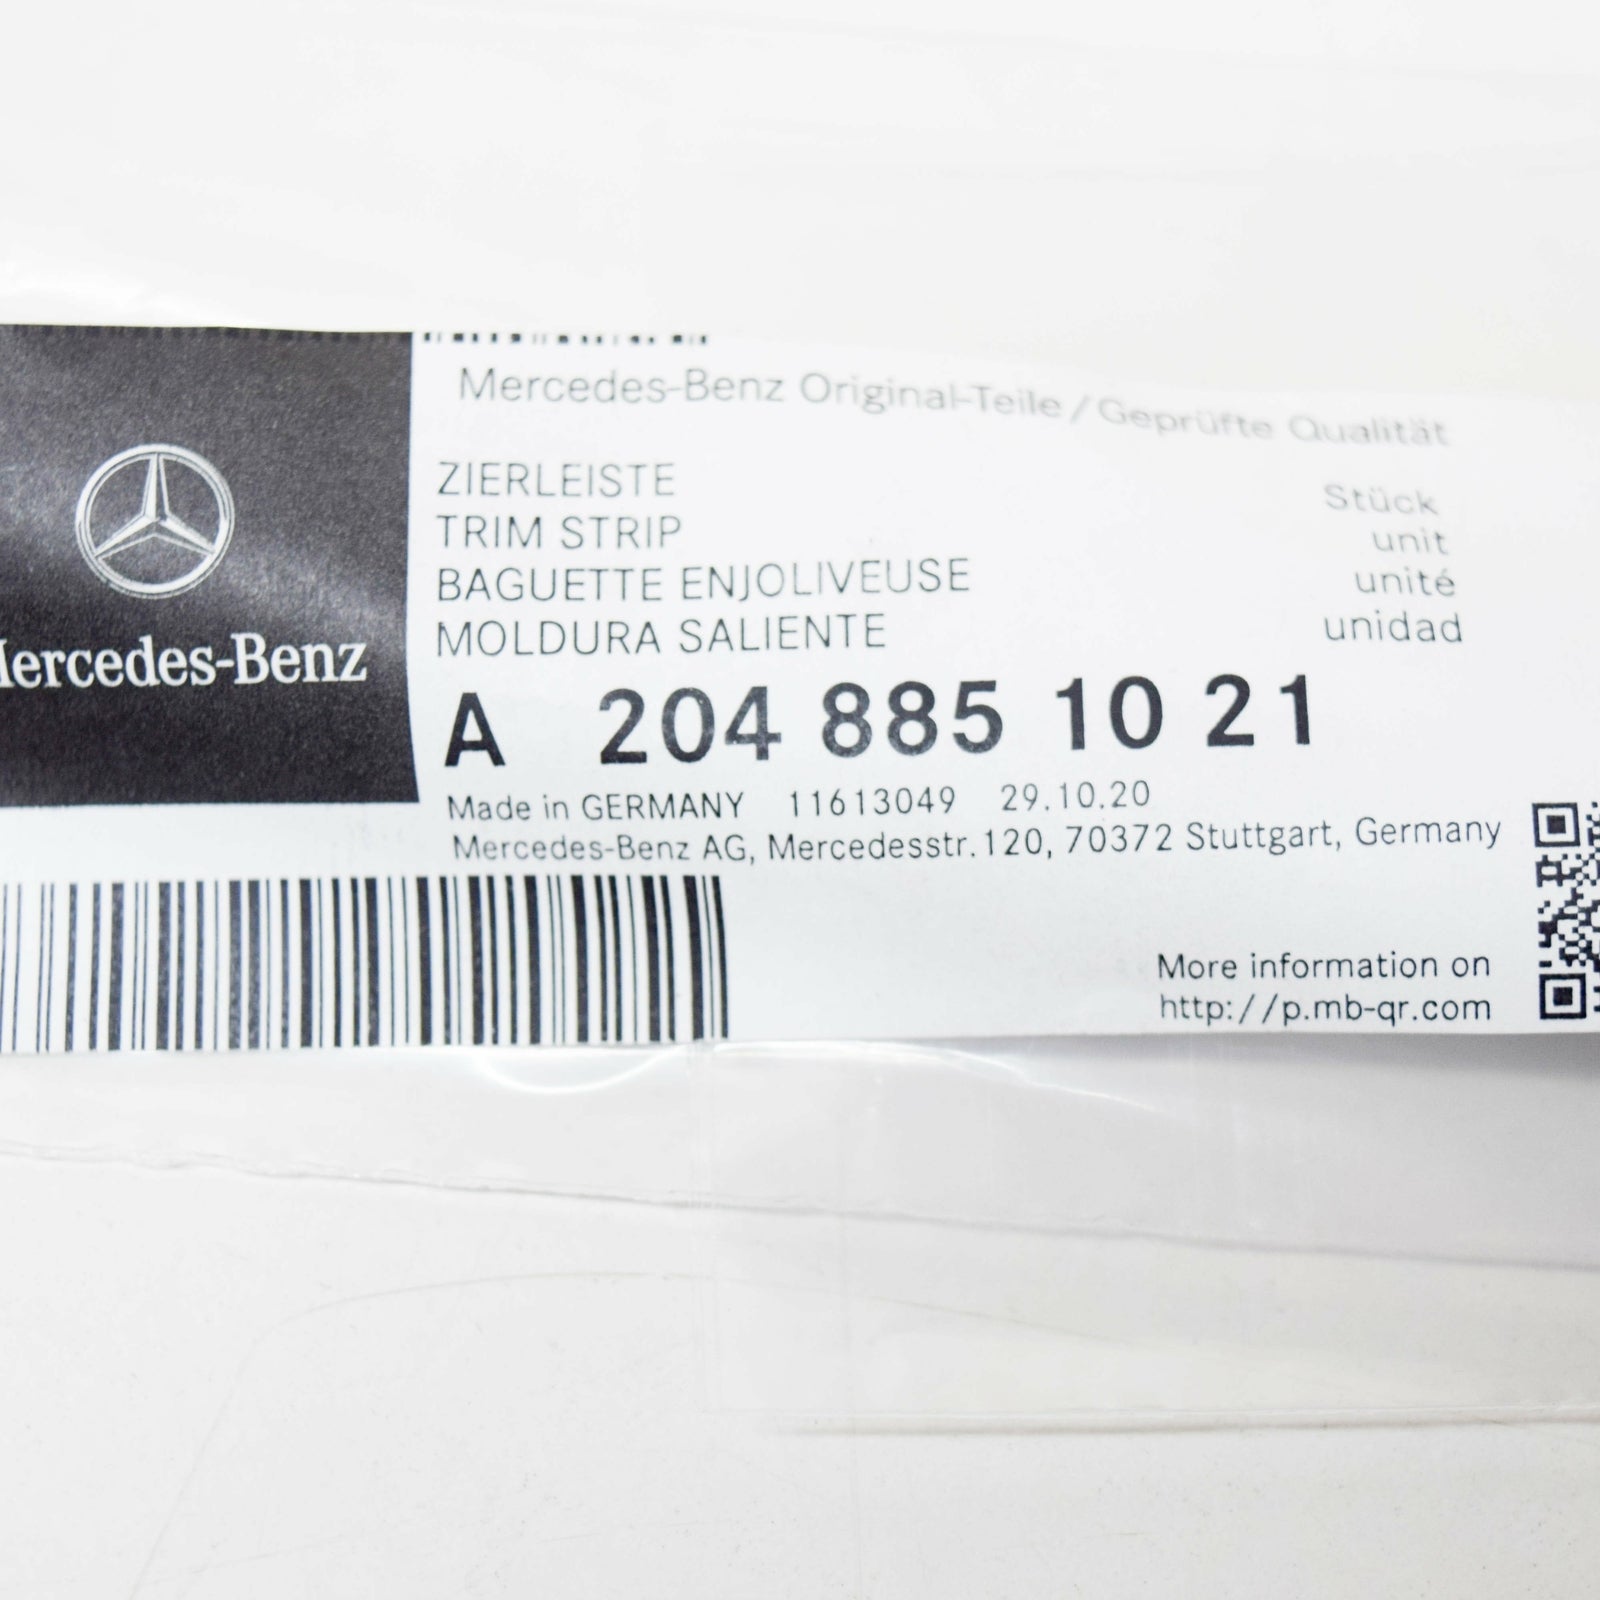 Mercedes-Benz Original-Teile / Geprüfte Qualität
ZIERLEISTE Stück
TRIM STRIP unit
BAGUETTE ENJOLIVEUSE unité
MOLDURA SALIENTE unidad
Mercedes-Benz
A 204 885 10 21
Made in GERMANY 11613049 29.10.20
Mercedes-Benz AG, Mercedesstr.120, 70372 Stuttgart, Germany
More information on
http://p.mb-qr.com